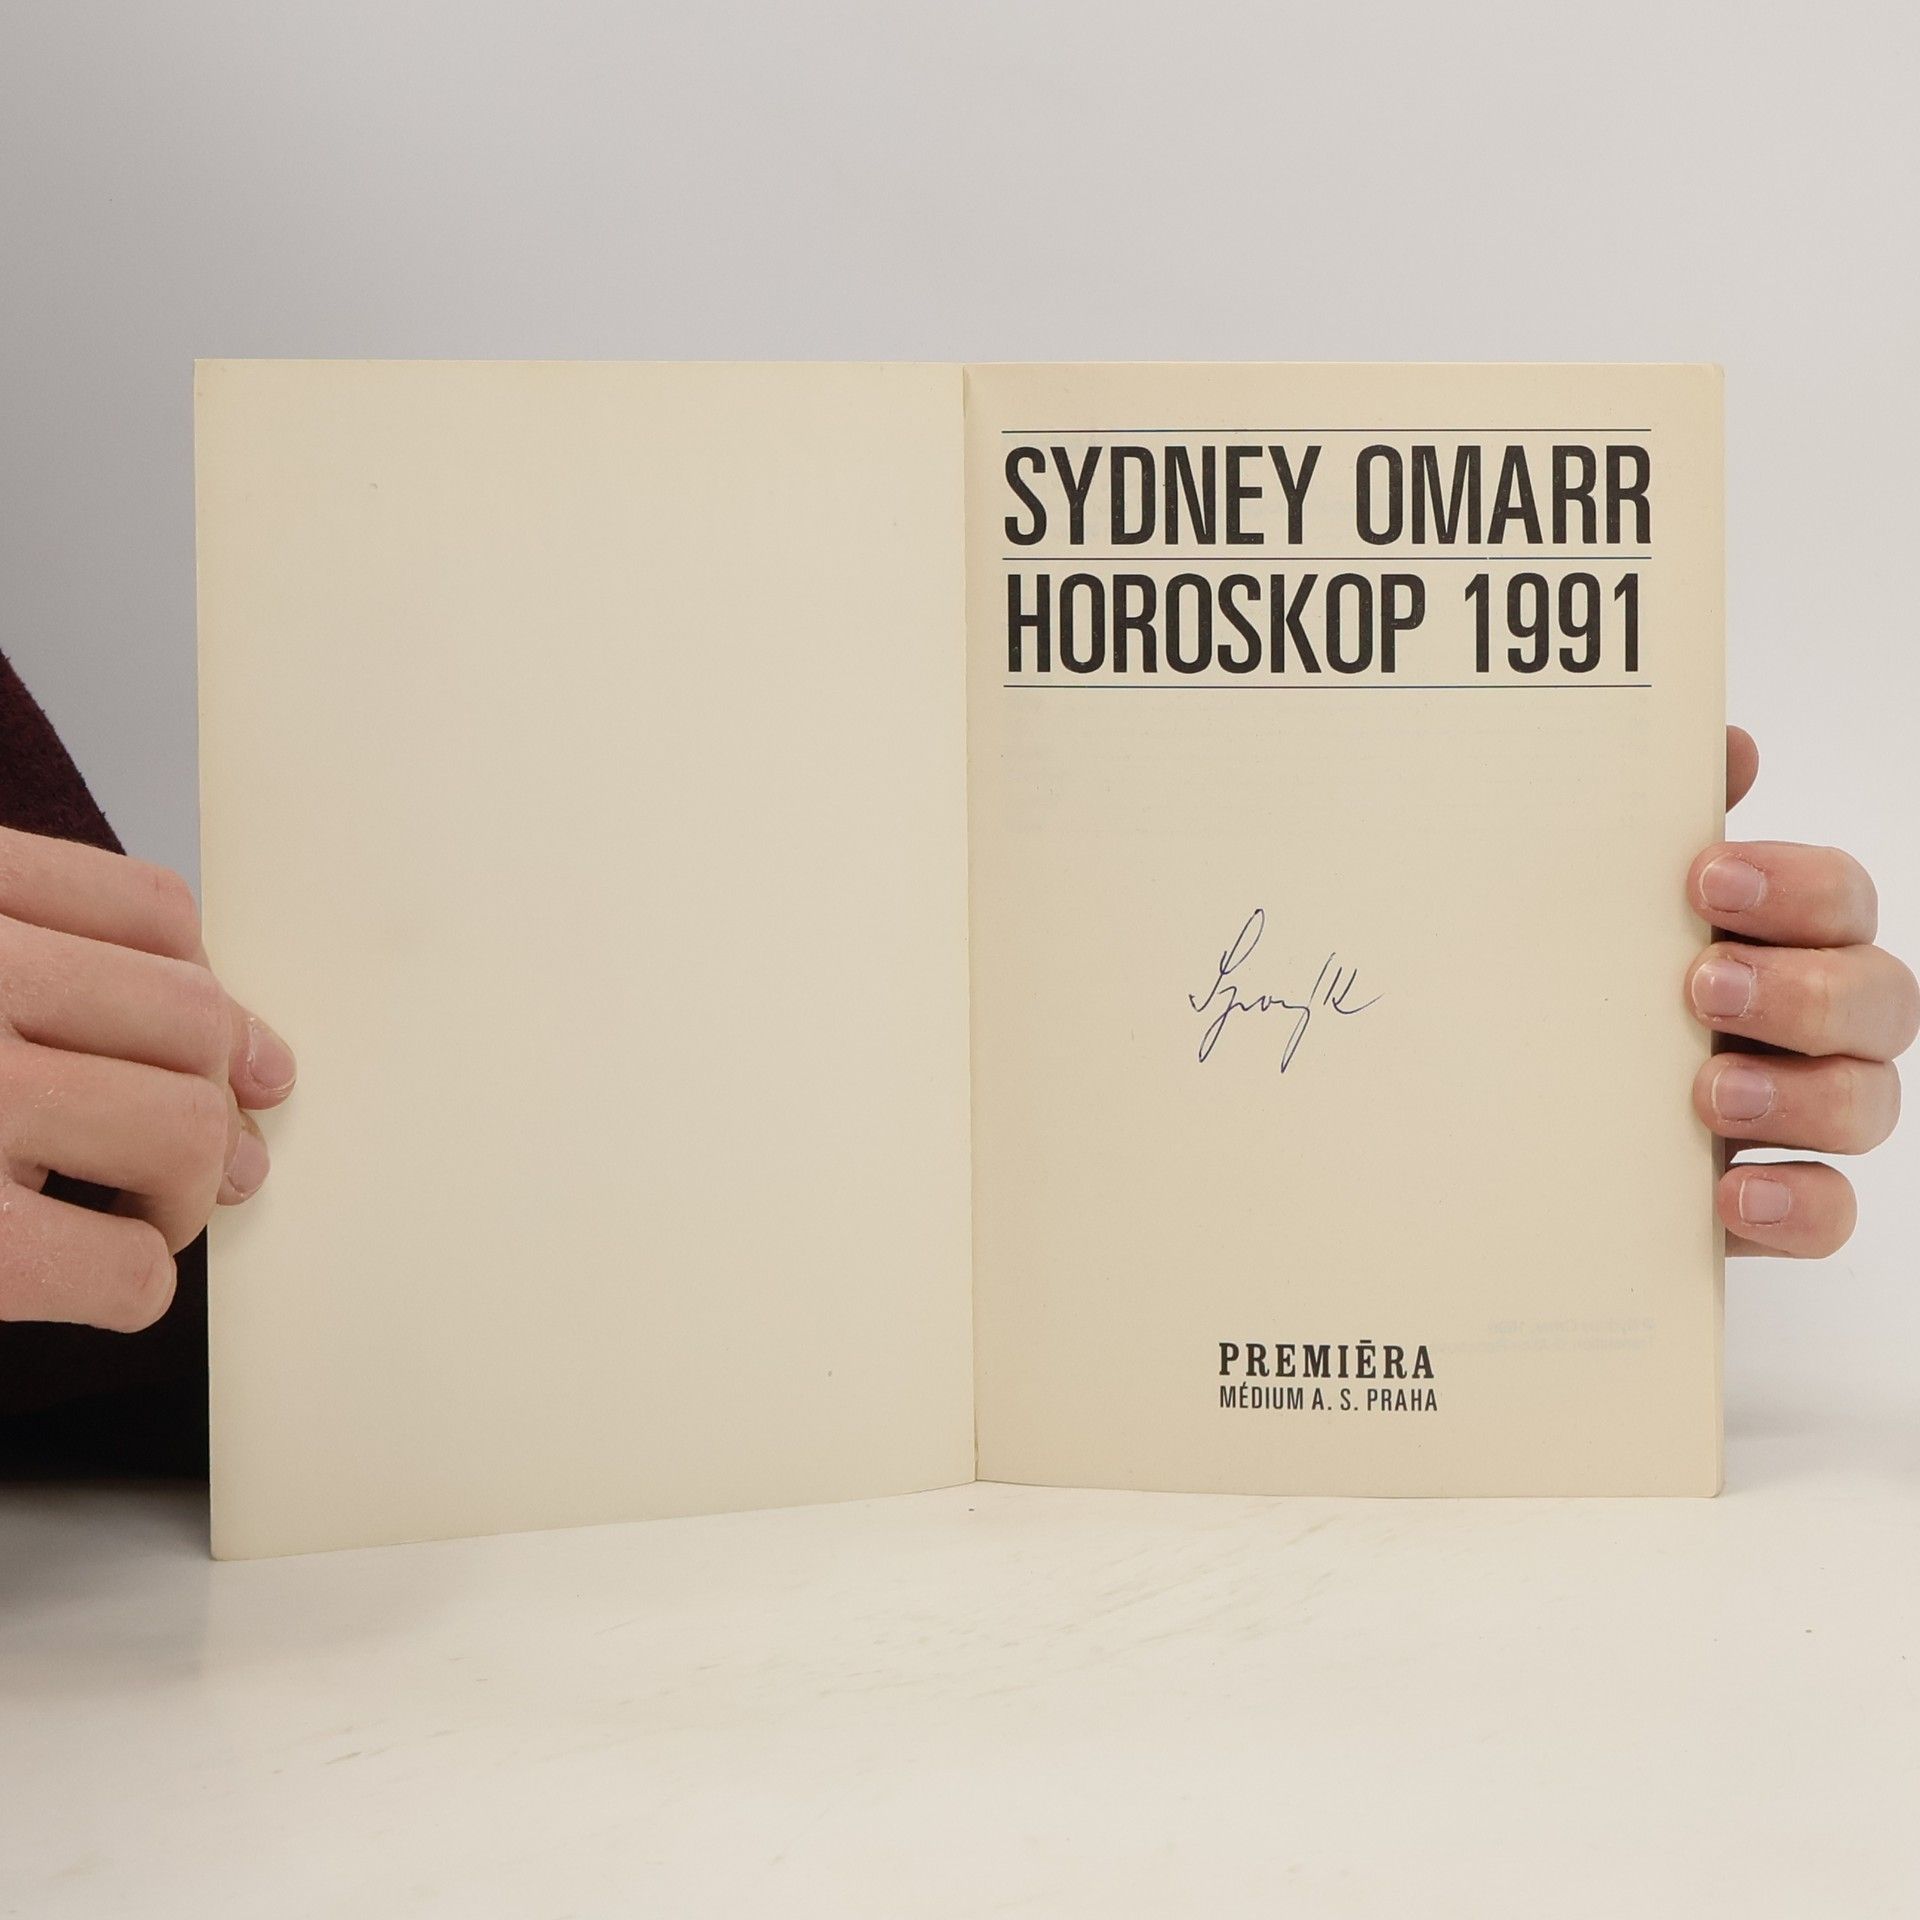 SYDNEY OMARR
HOROSKOP 1991
PREMIĒRA
MÉDIUM A. S. PRAHA